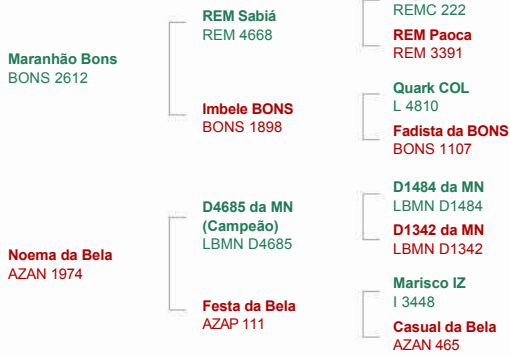 REMC 222
REM Sabiá
REM 4668
REM Paoca
REM 3391
Maranhão Bons
BONS 2612
Quark COL
L 4810
Imbele BONS
BONS 1898
Fadista da BONS
BONS 1107
D1484 da MN
LBMN D1484
D4685 da MN
(Campeão)
LBMN D4685
D1342 da MN
LBMN D1342
Noema da Bela
AZAN 1974
Marisco IZ
I 3448
Festa da Bela
AZAP 111
Casual da Bela
AZAN 465